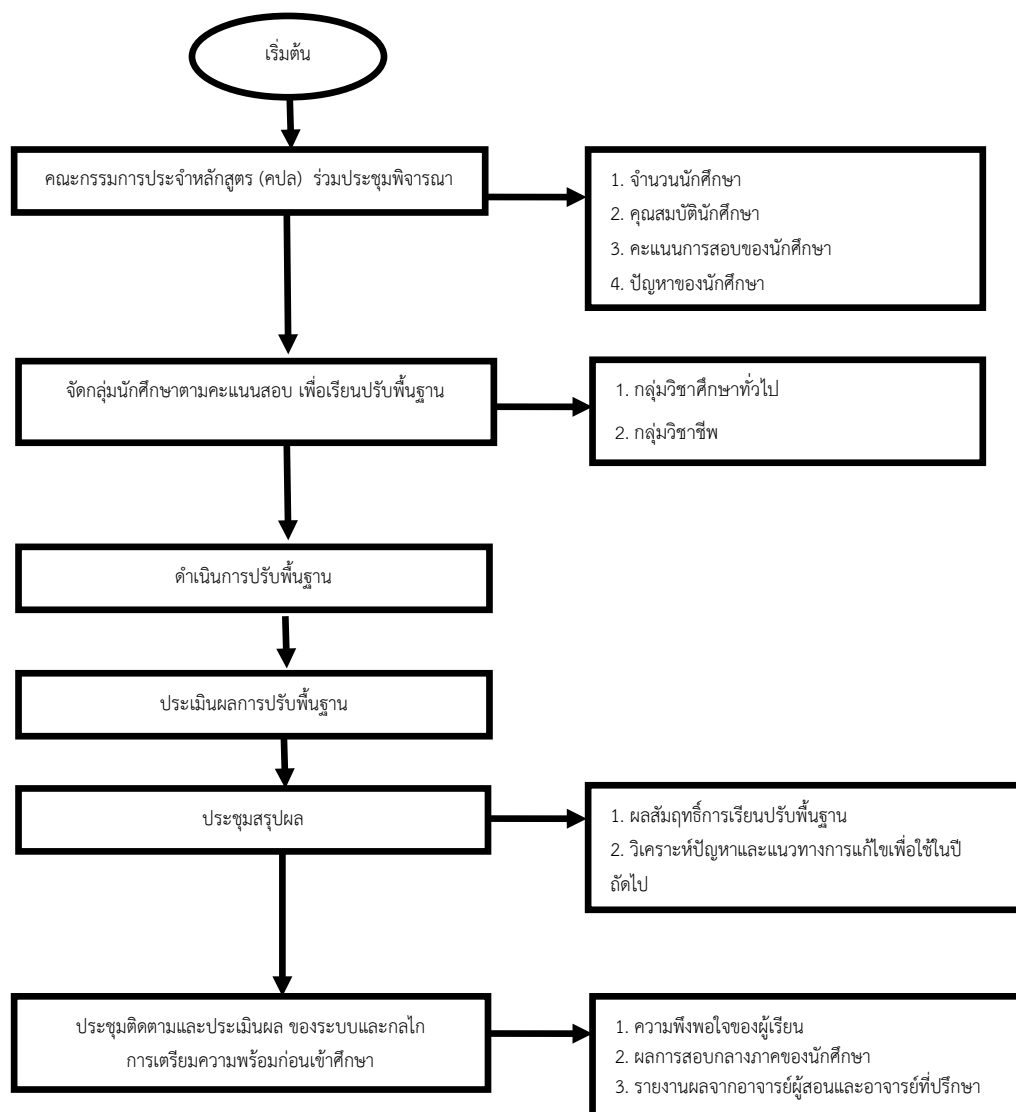 เริ่มต้น
คณะกรรมการประจำหลักสูตร (คปล) ร่วมประชุมพิจารณา
1. จำนวนนักศึกษา
2. คุณสมบัตินักศึกษา
3. คะแนนการสอบของนักศึกษา
4. ปัญหาของนักศึกษา
จัดกลุ่มนักศึกษาตามคะแนนสอบ เพื่อเรียนปรับพื้นฐาน
1. กลุ่มวิชาศึกษาทั่วไป
2. กลุ่มวิชาชีพ
ดำเนินการปรับพื้นฐาน
ประเมินผลการปรับพื้นฐาน
ประชุมสรุปผล
1. ผลสัมฤทธิ์การเรียนปรับพื้นฐาน
2. วิเคราะห์ปัญหาและแนวทางการแก้ไขเพื่อใช้ในปี
ถัดไป
ประชุมติดตามและประเมินผล ของระบบและกลไก
การเตรียมความพร้อมก่อนเข้าศึกษา
1. ความพึงพอใจของผู้เรียน
2. ผลการสอบกลางภาคของนักศึกษา
3. รายงานผลจากอาจารย์ผู้สอนและอาจารย์ที่ปรึกษา